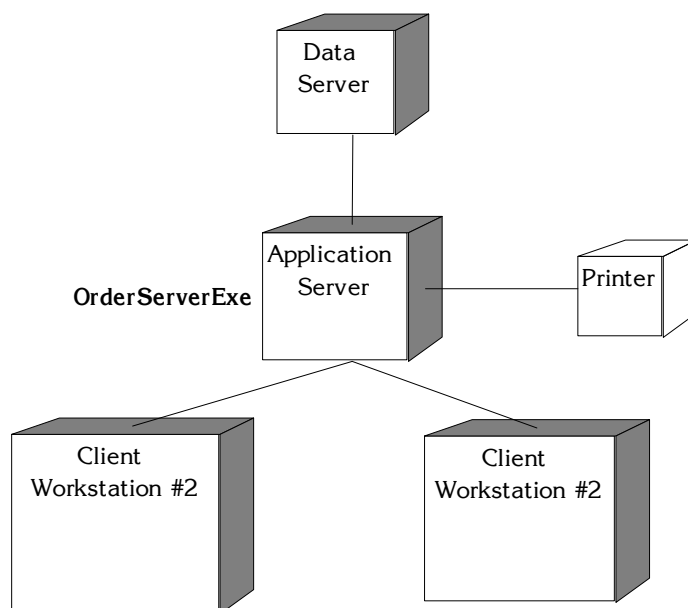 Data
Server
Application
Server
OrderServerExe
Printer
Client
Workstation #2
Client
Workstation #2